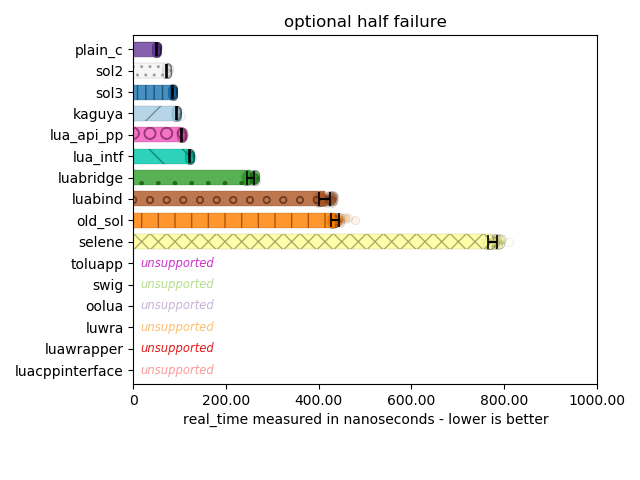 optional half failure
plain_c
sol2
sol3
kaguya
lua_api_pp
lua_intf
luabridge
luabind
old_sol
selene
toluapp unsupported
swig unsupported
oolua unsupported
luwra unsupported
luawrapper unsupported
luacppinterface unsupported
0 200.00 400.00 600.00 800.00 1000.00
real_time measured in nanoseconds - lower is better